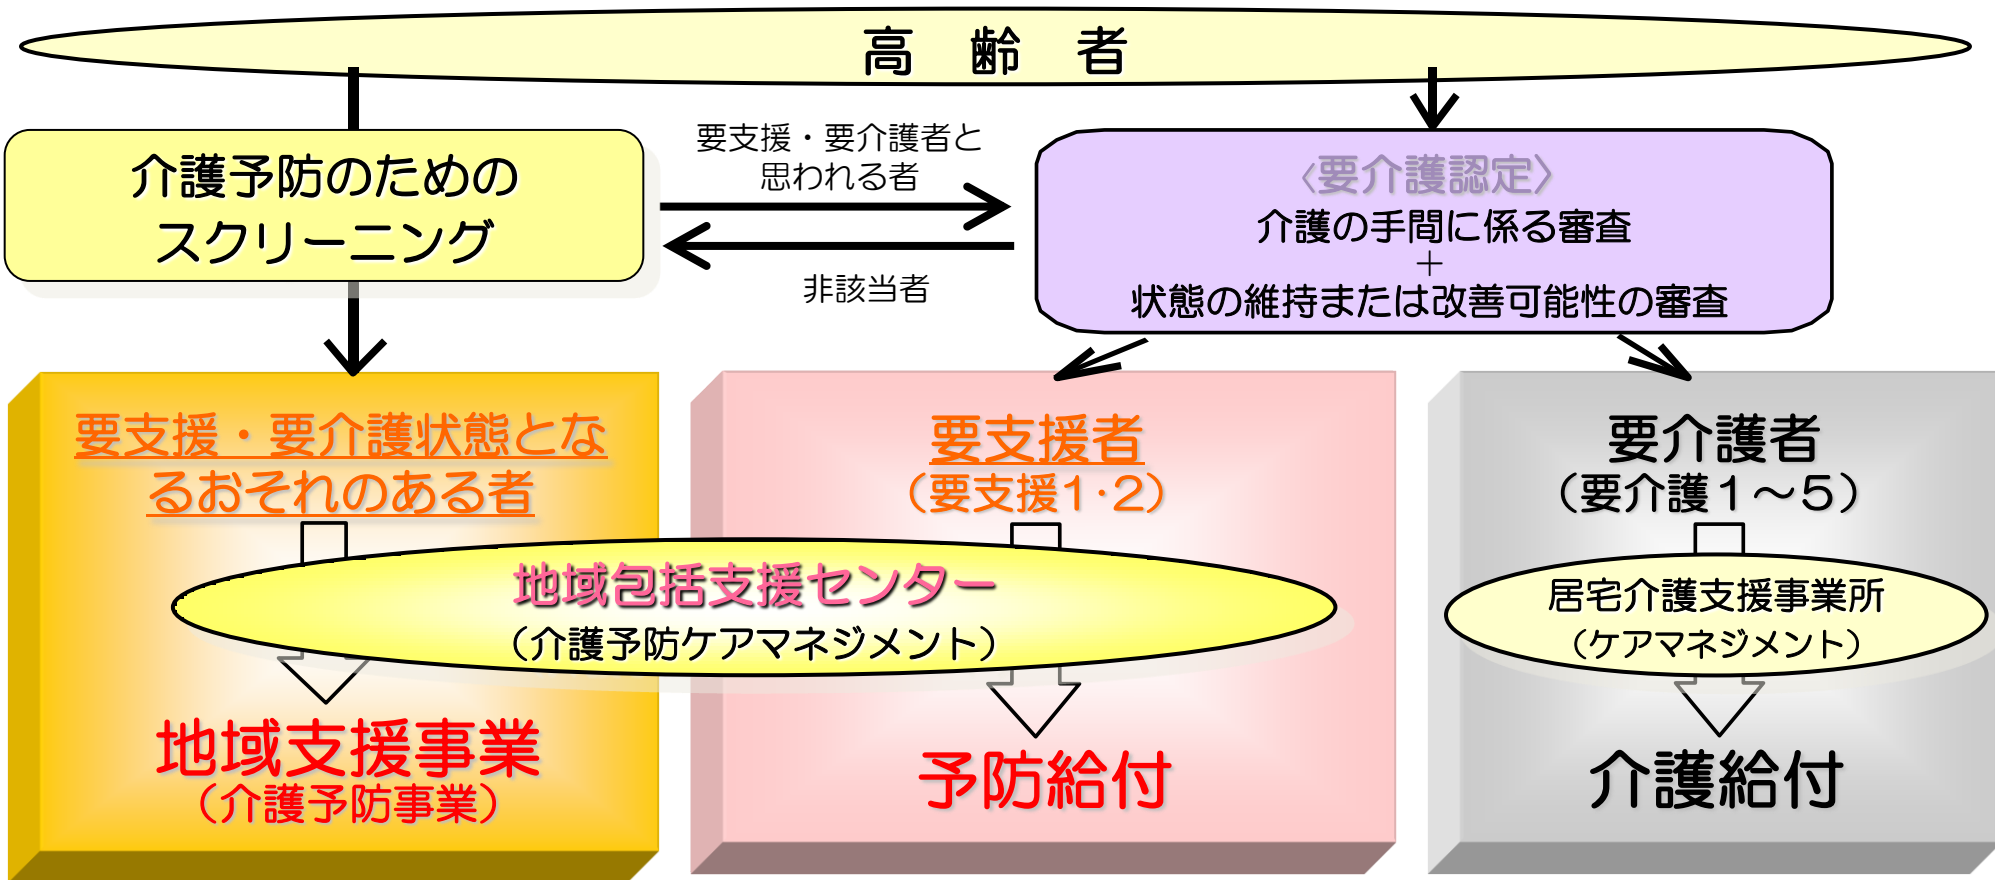 高　齢　者
介護予防のための
スクリーニング
要支援・要介護者と
思われる者
非該当者
〈要介護認定〉
介護の手間に係る審査
＋
状態の維持または改善可能性の審査
要支援・要介護状態とな
るおそれのある者
要支援者
（要支援１・２）
要介護者
（要介護１～５）
地域包括支援センター
（介護予防ケアマネジメント）
居宅介護支援事業所
（ケアマネジメント）
地域支援事業
（介護予防事業）
予防給付
介護給付